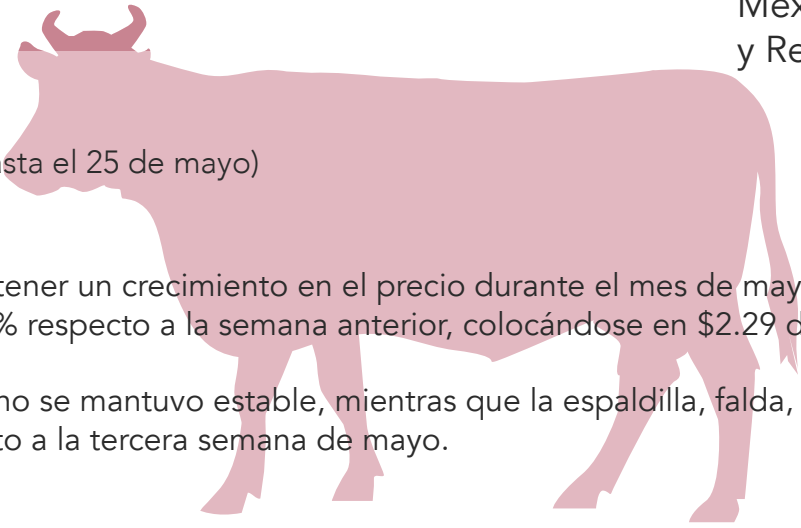 Mex
y Re
asta el 25 de mayo)
tener un crecimiento en el precio durante el mes de may
% respecto a la semana anterior, colocándose en $2.29 d
no se mantuvo estable, mientras que la espaldilla, falda,
to a la tercera semana de mayo.